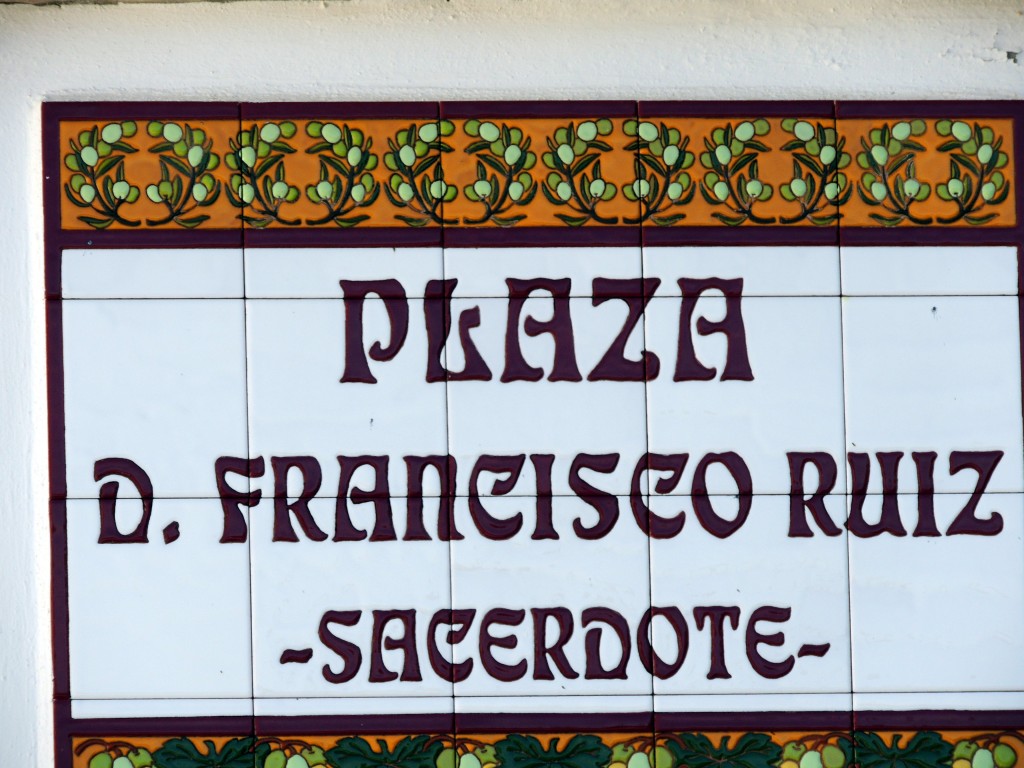 PLAZA
D. FRANCISCO RUIZ
-SACERDOTE-